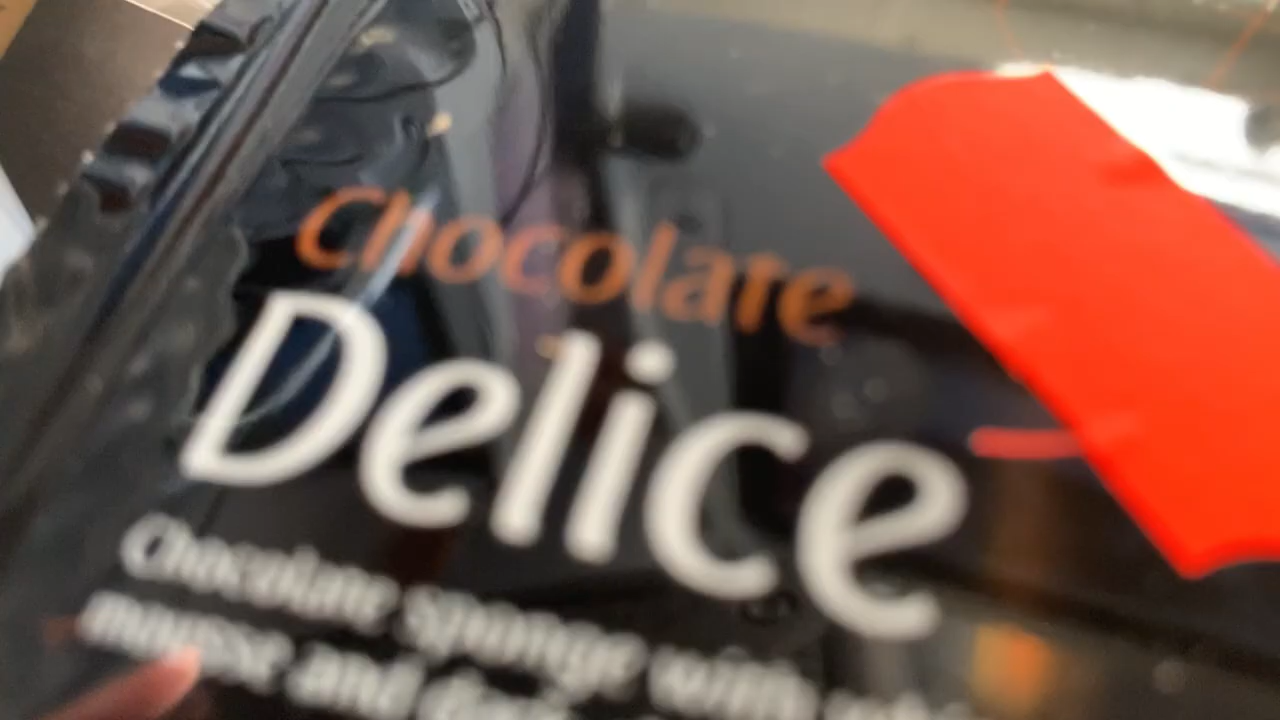 Chocolate
Delice
Chocolate sponge with
mousse and